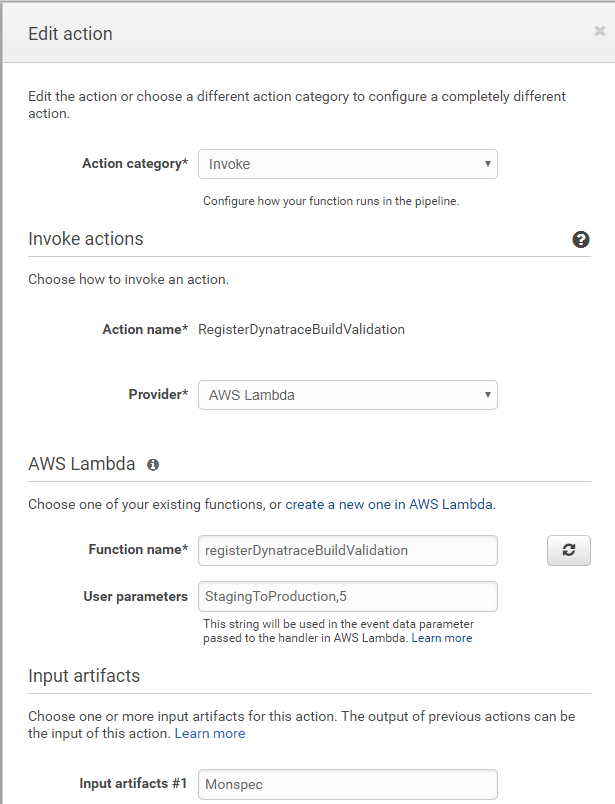 Edit action
Edit the action or choose a different action category to configure a completely different
action.
Action category* Invoke
Configure how your function runs in the pipeline.
Invoke actions
Choose how to invoke an action.
Action name* RegisterDynatraceBuildValidation
Provider* AWS Lambda
AWS Lambda
Choose one of your existing functions, or create a new one in AWS Lambda.
Function name* registerDynatraceBuildValidation
User parameters StagingToProduction,5
This string will be used in the event data parameter
passed to the handler in AWS Lambda. Learn more
Input artifacts
Choose one or more input artifacts for this action. The output of previous actions can be
the input of this action. Learn more
Input artifacts #1 Monspec